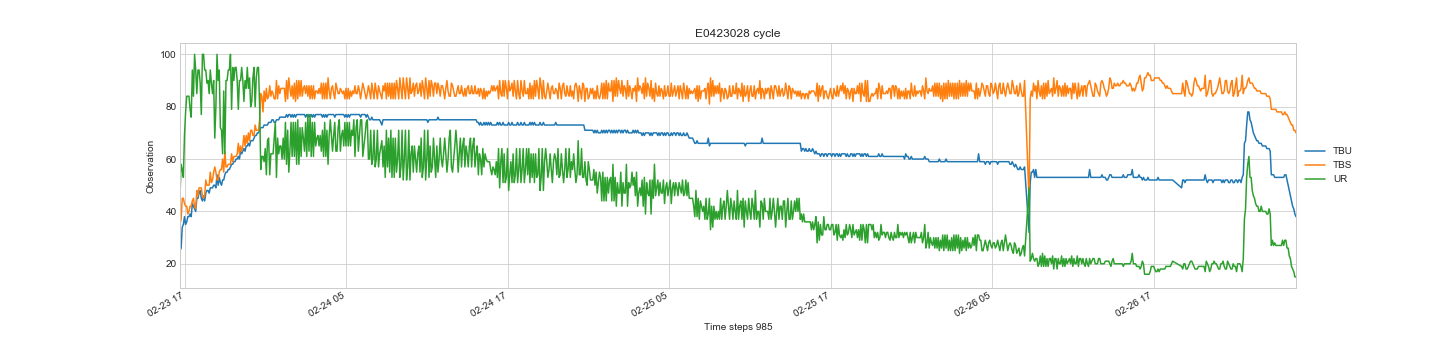 E0423028 cycle
100
80
60
40
20
Observation
02-23 17
02-24 05
02-24 17
02-25 05
02-25 17
02-26 05
02-26 17
Time steps 985
TBU
TBS
UR